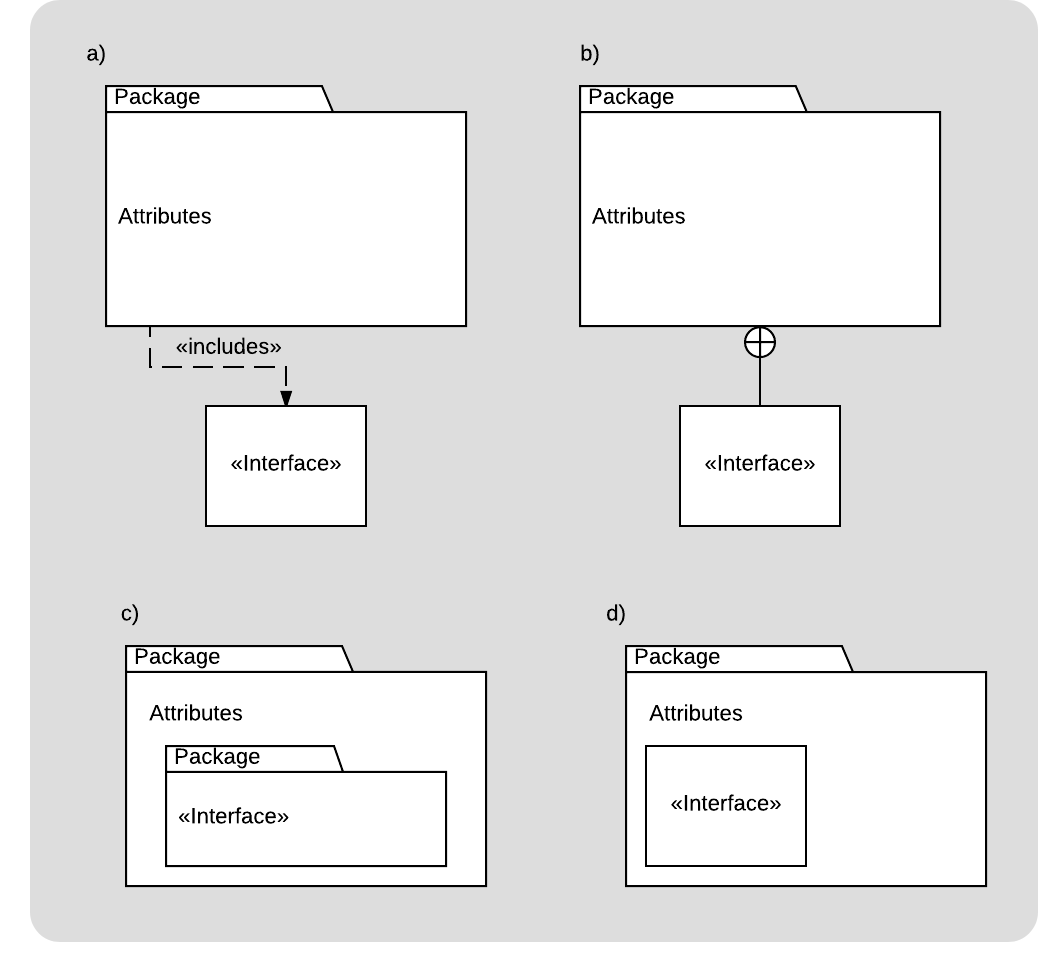 a)
Package
Attributes
«includes»
«Interface»
b)
Package
Attributes
«Interface»
c)
Package
Attributes
Package
«Interface»
d)
Package
Attributes
«Interface»